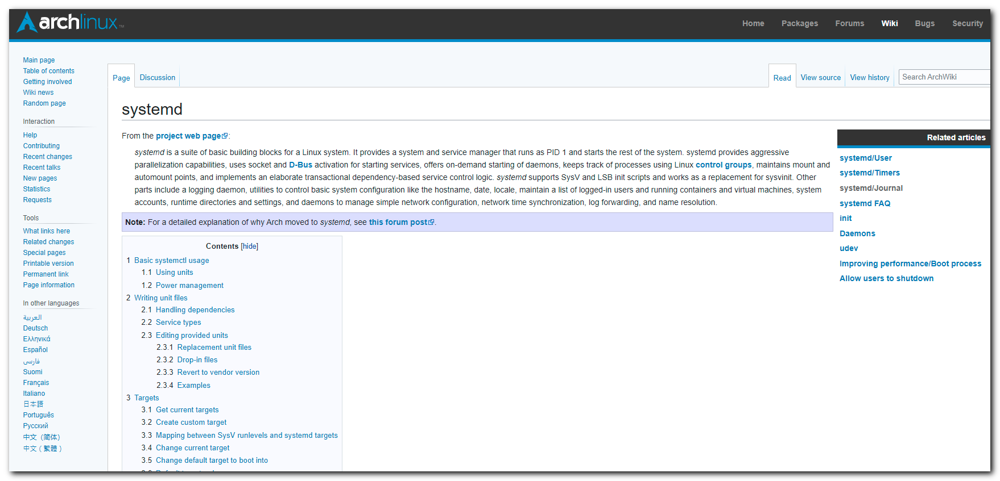 archlinux™
Home Packages Forums Wiki Bugs Security
Main page
Table of contents
Getting involved
Wiki news
Random page
Interaction
Help
Contributing
Recent changes
Recent talks
New pages
Statistics
Requests
Tools
What links here
Related changes
Special pages
Printable version
Permanent link
Page information
In other languages
العربية
Deutsch
Ελληνικά
Español
فارسی
Suomi
Français
Italiano
日本語
Português
Русский
中文（简体）
中文（繁體）
Page Discussion
Read View source View history Search ArchWiki
systemd
From the project web page:
systemd is a suite of basic building blocks for a Linux system. It provides a system and service manager that runs as PID 1 and starts the rest of the system. systemd provides aggressive
parallelization capabilities, uses socket and D-Bus activation for starting services, offers on-demand starting of daemons, keeps track of processes using Linux control groups, maintains mount and
automount points, and implements an elaborate transactional dependency-based service control logic. systemd supports SysV and LSB init scripts and works as a replacement for sysvinit. Other
parts include a logging daemon, utilities to control basic system configuration like the hostname, date, locale, maintain a list of logged-in users and running containers and virtual machines, system
accounts, runtime directories and settings, and daemons to manage simple network configuration, network time synchronization, log forwarding, and name resolution.
Note: For a detailed explanation of why Arch moved to systemd, see this forum post.
Contents [hide]
1 Basic systemctl usage
1.1 Using units
1.2 Power management
2 Writing unit files
2.1 Handling dependencies
2.2 Service types
2.3 Editing provided units
2.3.1 Replacement unit files
2.3.2 Drop-in files
2.3.3 Revert to vendor version
2.3.4 Examples
3 Targets
3.1 Get current targets
3.2 Create custom target
3.3 Mapping between SysV runlevels and systemd targets
3.4 Change current target
3.5 Change default target to boot into
Related articles
systemd/User
systemd/Timers
systemd/Journal
systemd FAQ
init
Daemons
udev
Improving performance/Boot process
Allow users to shutdown